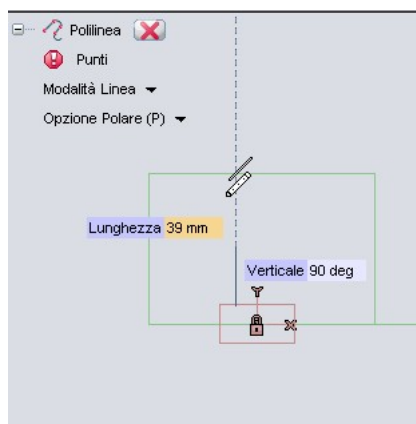 Polilinea
Punti
Modalità Linea
Opzione Polare (P)
Lunghezza 39 mm
Verticale 90 deg
Y
X